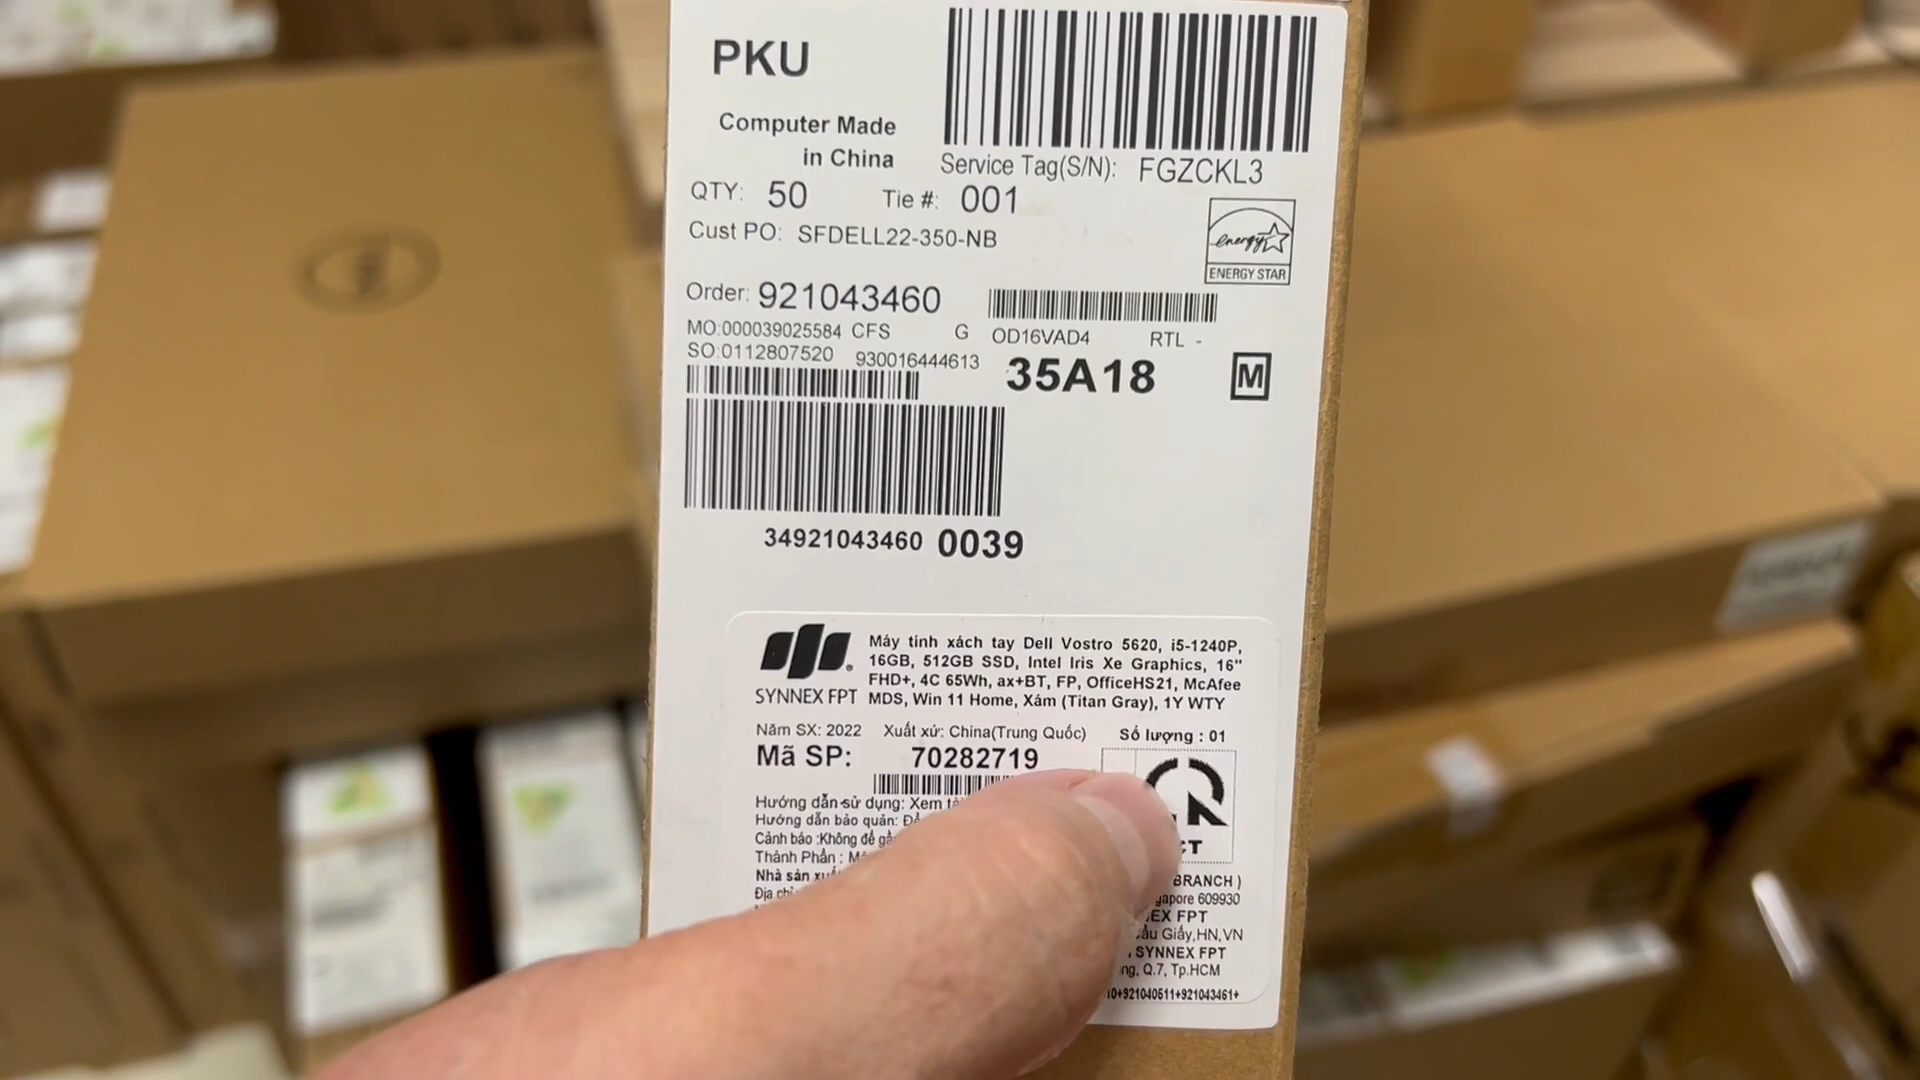 PKU
Computer Made
in China
Service Tag(S/N): FGZCKL3
QTY: 50 Tie #: 001
Cust PO: SFDELL22-350-NB
energy
ENERGY STAR
Order: 921043460
MO:000039025584 CFS G OD16VAD4 RTL -
SO:0112807520 930016444613 35A18 M
34921043460 0039
SYNNEX FPT
Máy tính xách tay Dell Vostro 5620, i5-1240P,
16GB, 512GB SSD, Intel Iris Xe Graphics, 16"
FHD+, 4C 65Wh, ax+BT, FP, OfficeHS21, McAfee
MDS, Win 11 Home, Xám (Titan Gray), 1Y WTY
Năm SX: 2022 Xuất xứ: China(Trung Quốc) Số lượng : 01
Mã SP: 70282719
Hướng dẫn sử dụng: Xem
Hướng dẫn bảo quản:
Cảnh báo :Không để
Thành Phần :
Nhà sản
Địa
BRANCH )
609930
FPT
Giấy,HN,VN
SYNNEX FPT
Q.7, Tp.HCM
+921040511+921043461+